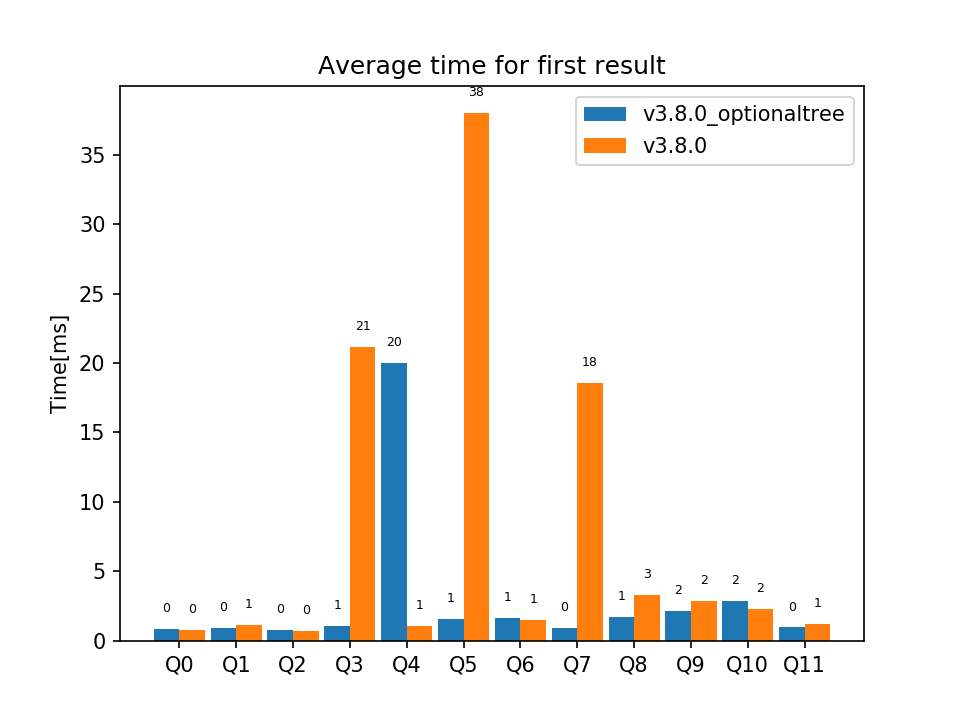 Average time for first result
v3.8.0_optionaltree
v3.8.0
Time[ms]
35
30
25
20
15
10
5
0
0 0 0 1 0 0 1 21 20 1 1 38 1 1 0 18 1 3 2 2 2 2 0 1
Q0 Q1 Q2 Q3 Q4 Q5 Q6 Q7 Q8 Q9 Q10 Q11